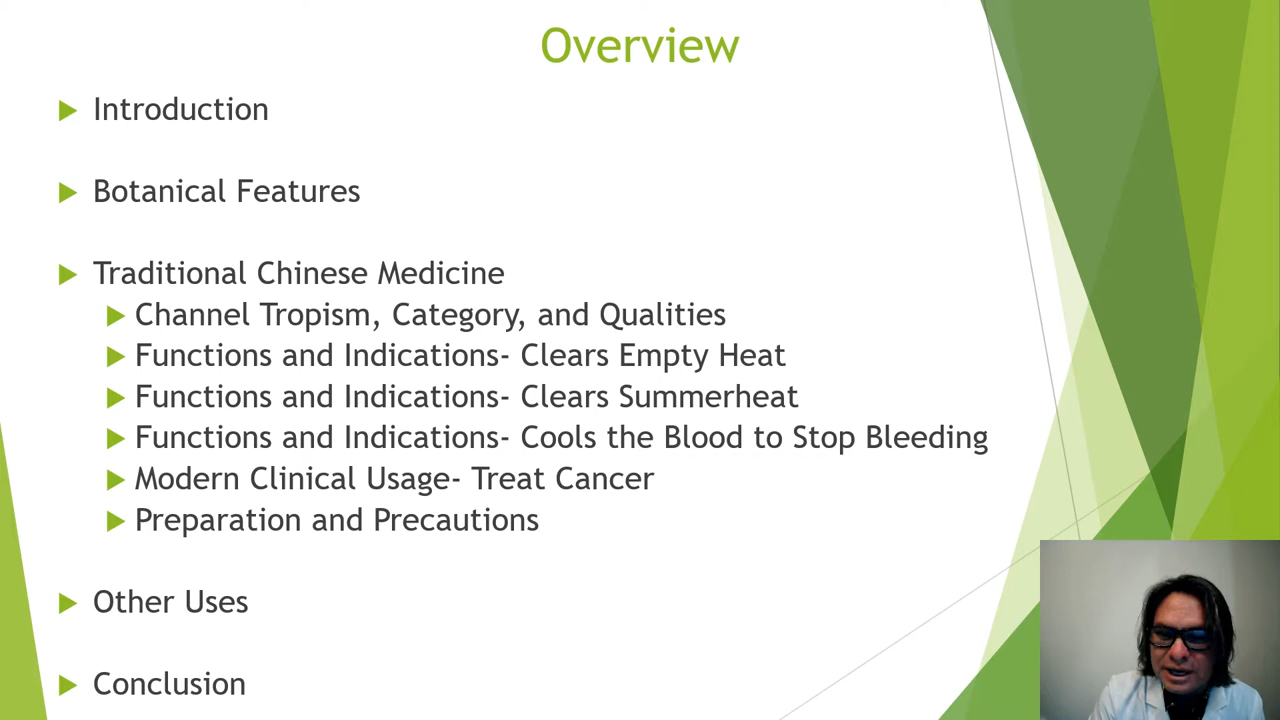 Overview
Introduction
Botanical Features
Traditional Chinese Medicine
Channel Tropism, Category, and Qualities
Functions and Indications- Clears Empty Heat
Functions and Indications- Clears Summerheat
Functions and Indications- Cools the Blood to Stop Bleeding
Modern Clinical Usage- Treat Cancer
Preparation and Precautions
Other Uses
Conclusion